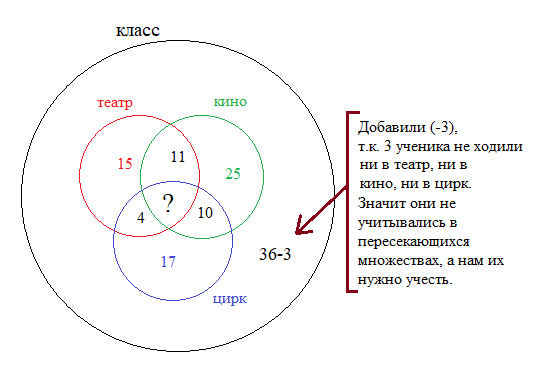 класс
театр
кино
15
11
25
?
4
10
17
36-3
цирк
Добавили (-3),
т.к. 3 ученика не ходили
ни в театр, ни в
кино, ни в цирк.
Значит они не
учитывались в
пересекающихся
множествах, а нам их
нужно учесть.